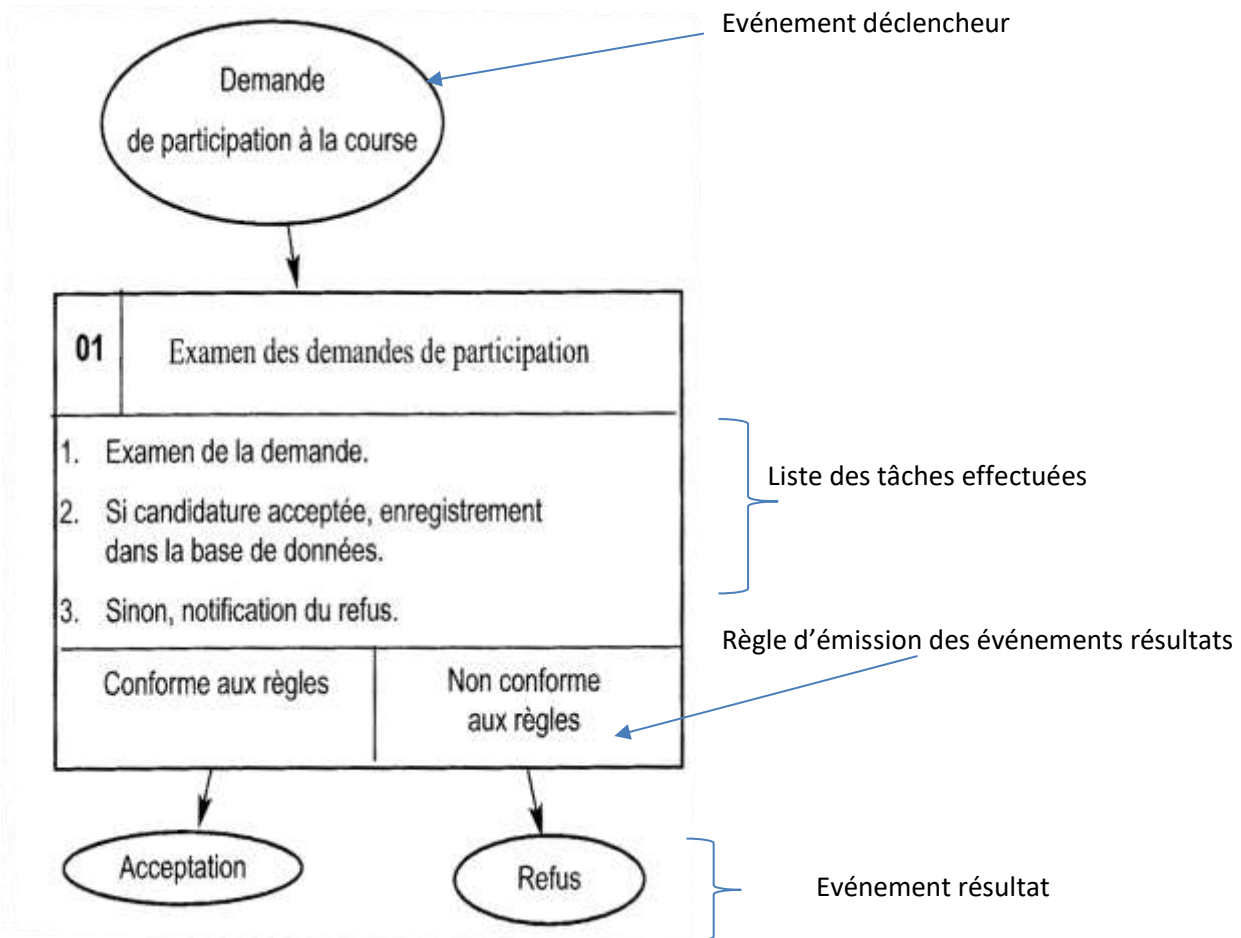 Evénement déclencheur
Demande
de participation à la course
01
Examen des demandes de participation
1. Examen de la demande.
2. Si candidature acceptée, enregistrement
dans la base de données.
3. Sinon, notification du refus.
Liste des tâches effectuées
Règle d’émission des événements résultats
Conforme aux règles
Non conforme
aux règles
Acceptation
Refus
Evénement résultat